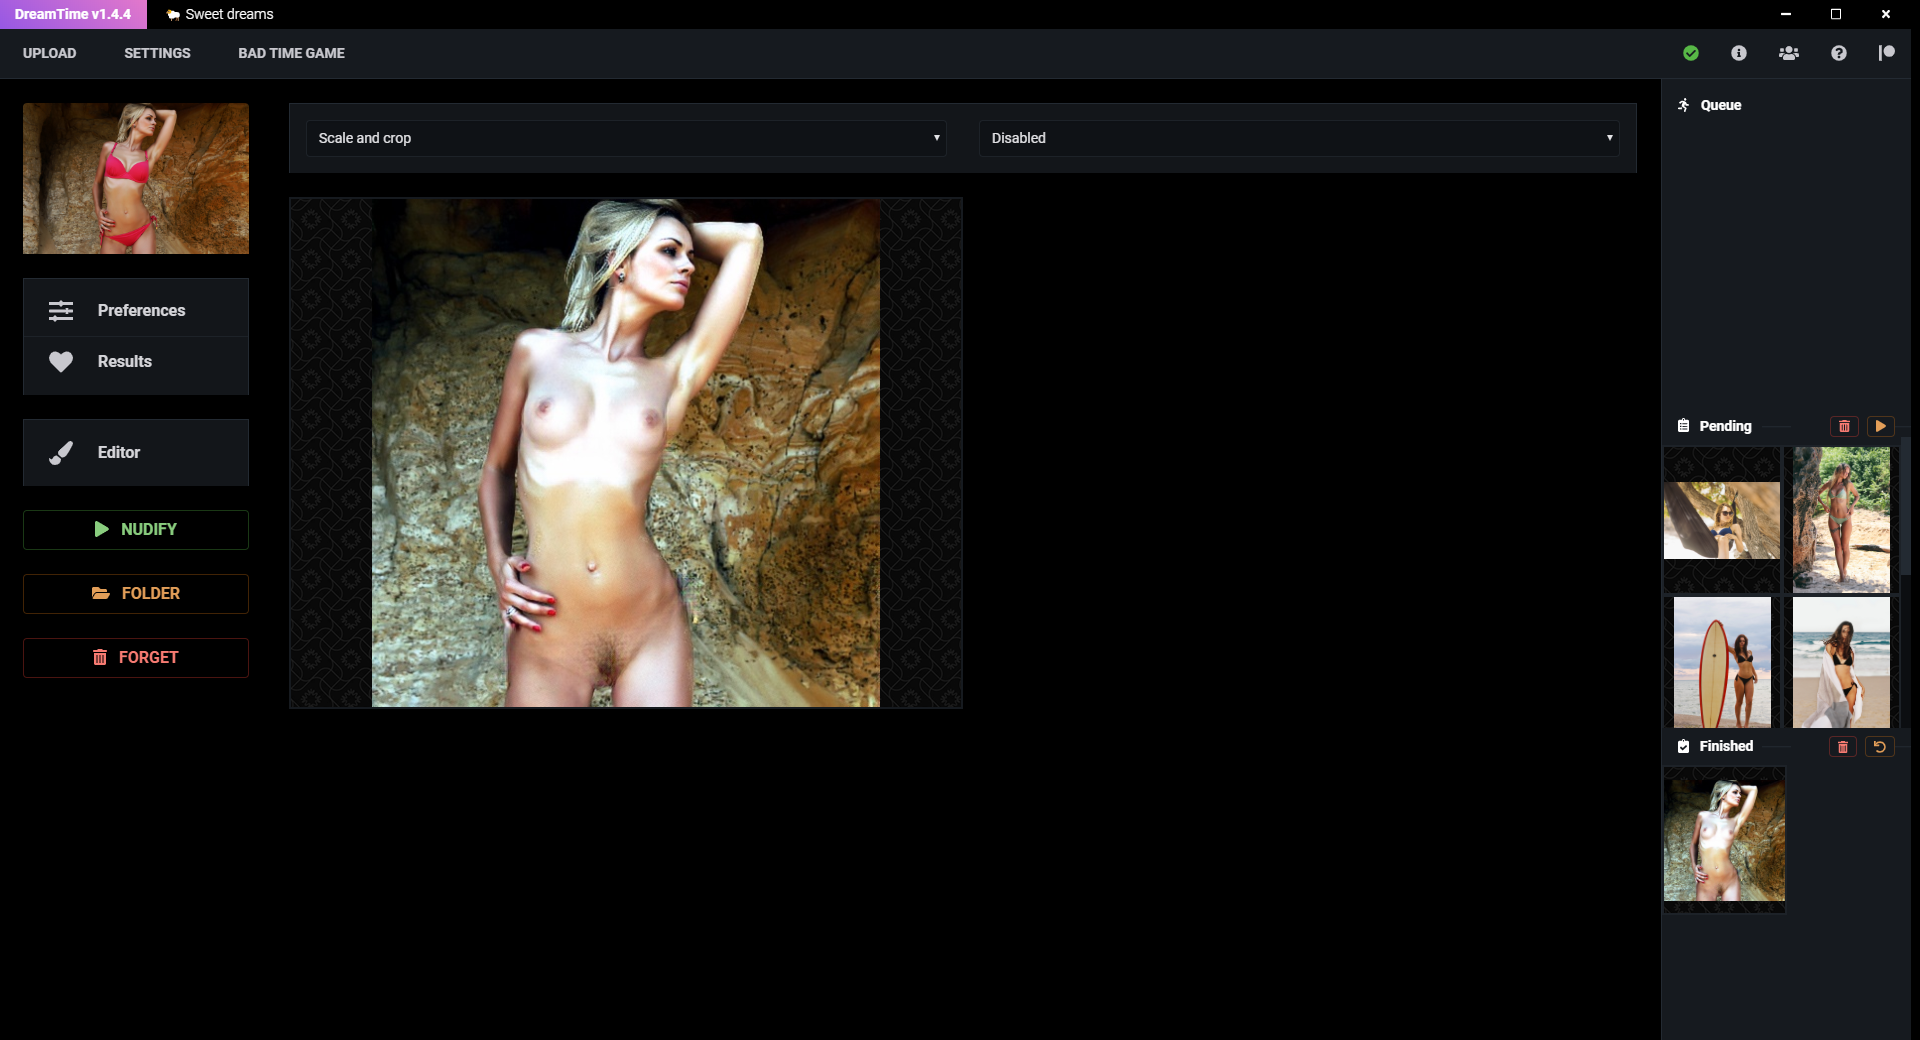 DreamTime v1.4.4
Sweet dreams
UPLOAD
SETTINGS
BAD TIME GAME
Scale and crop
Disabled
Preferences
Results
Editor
NUDIFY
FOLDER
FORGET
Queue
Pending
Finished